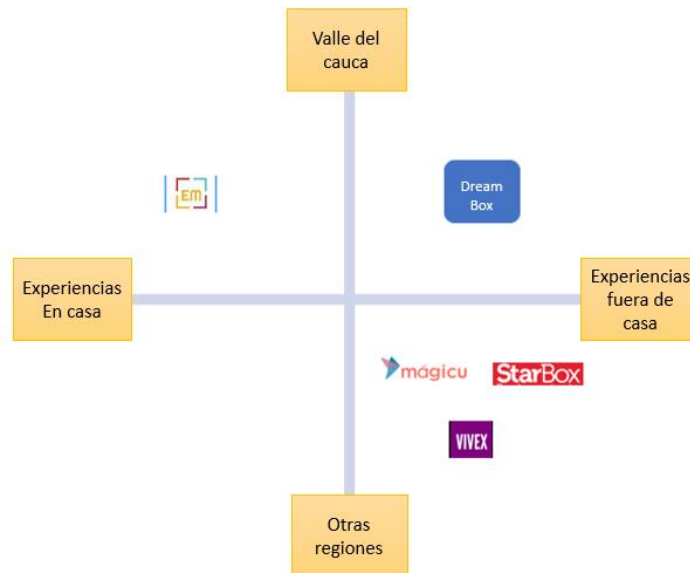 Valle del
cauca
EM
Dream
Box
Experiencias
En casa
Experiencias
fuera de
casa
mágicu
StarBox
VIVEX
Otras
regiones